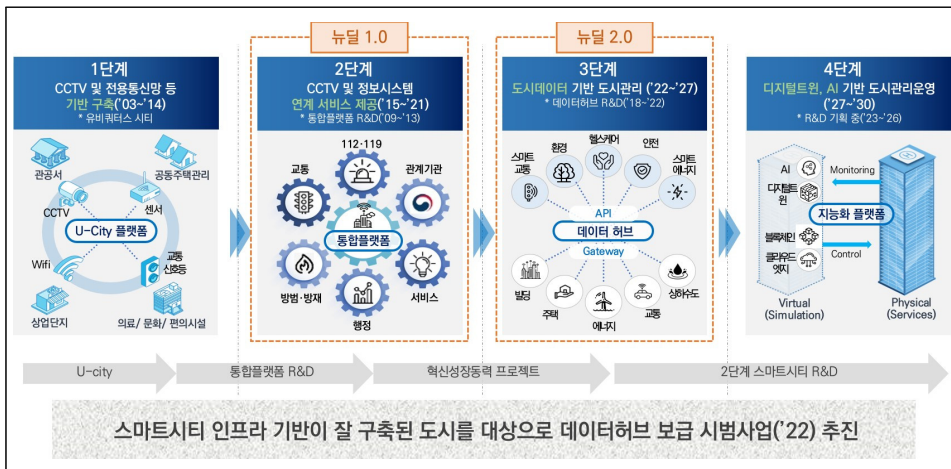 뉴딜 1.0
뉴딜 2.0
1단계
CCTV 및 전용통신망 등
기반 구축('03~'14)
* 유비쿼터스 시티
관공서
공동주택관리
CCTV
센서
U-City 플랫폼
Wifi
교통
신호등
상업단지
의료/ 문화/ 편의시설
2단계
CCTV 및 정보시스템
연계 서비스 제공('15~'21)
* 통합플랫폼 R&D('09~'13)
112·119
교통
관계기관
통합플랫폼
방범·방재
서비스
행정
3단계
도시데이터 기반 도시관리('22~'27)
* 데이터허브 R&D('18~'22)
헬스케어
환경
안전
스마트
교통
스마트
에너지
API
데이터 허브
Gateway
빌딩
상하수도
주택
교통
에너지
4단계
디지털트윈, AI 기반 도시관리운영
('27~'30)
* R&D 기획 중('23~'26)
AI
Monitoring
디지털트
윈
지능화 플랫폼
블록체인
클라우드
엣지
Control
Virtual
(Simulation)
Physical
(Services)
U-city
통합플랫폼 R&D
혁신성장동력 프로젝트
2단계 스마트시티 R&D
스마트시티 인프라 기반이 잘 구축된 도시를 대상으로 데이터허브 보급 시범사업('22) 추진